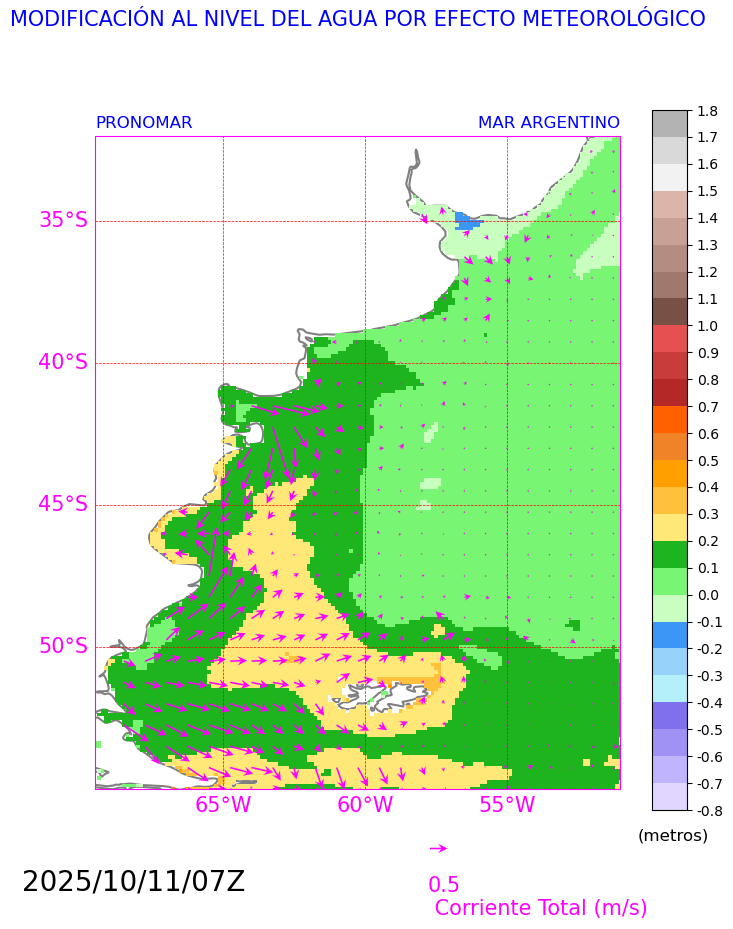 MODIFICACIÓN AL NIVEL DEL AGUA POR EFECTO METEOROLÓGICO
PRONOMAR
MAR ARGENTINO
35°S
40°S
45°S
50°S
65°W
60°W
55°W
1.8
1.7
1.6
1.5
1.4
1.3
1.2
1.1
1.0
0.9
0.8
0.7
0.6
0.5
0.4
0.3
0.2
0.1
0.0
-0.1
-0.2
-0.3
-0.4
-0.5
-0.6
-0.7
-0.8
(metros)
2025/10/11/07Z
0.5
Corriente Total (m/s)